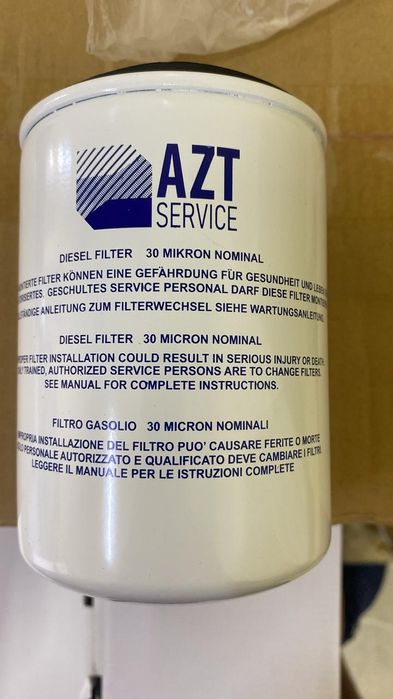 AZT
SERVICE
DIESEL FILTER 30 MIKRON NOMINAL
MONTIERTE FILTER KÖNNEN EINE GEFÄHRDUNG FÜR GESUNDHEIT UND
GESCHULTES SERVICE PERSONAL DARF DIESE FILTER
ANLEITUNG ZUM FILTERWECHSEL SIEHE WARTUNGSANLEITUNG
DIESEL FILTER 30 MICRON NOMINAL
FILTER INSTALLATION COULD RESULT IN SERIOUS INJURY OR DEATH.
TRAINED, AUTHORIZED SERVICE PERSONS ARE TO CHANGE FILTERS.
SEE MANUAL FOR COMPLETE INSTRUCTIONS.
FILTRO GASOLIO 30 MICRON NOMINALI
INSTALLAZIONE DEL FILTRO PUO' CAUSARE FERITE O MORTE
PERSONALE AUTORIZZATO E QUALIFICATO DEVE CAMBIARE I FILTRI.
LEGGERE IL MANUALE PER LE ISTRUZIONI COMPLETE